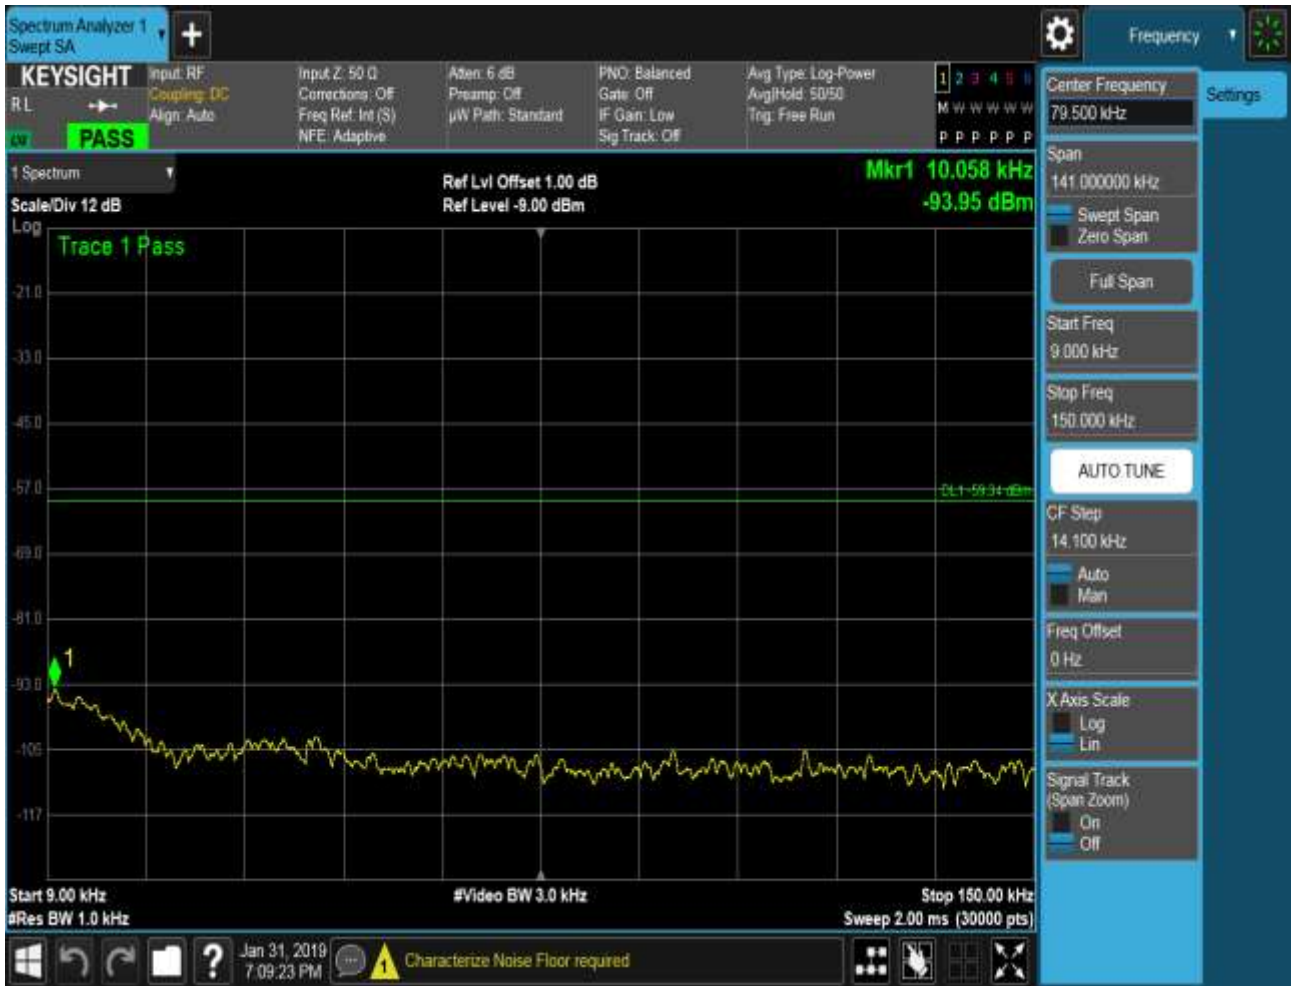 Spectrum Analyzer 1
Swept SA
+
Frequency
KEYSIGHT
RL
PASS
Input: RF
Coupling: DC
Align: Auto
Input Z: 50 Ω
Corrections: Off
Freq Ref: Int (S)
NFE: Adaptive
Atten: 6 dB
Preamp: Off
µW Path: Standard
PNO: Balanced
Gate: Off
IF Gain: Low
Sig Track: Off
Avg Type: Log-Power
Avg|Hold: 50/50
Trig: Free Run
1 2 3 4 5 6
M W W W W W
P P P P P P
1 Spectrum
Scale/Div 12 dB
Log
Ref Lvl Offset 1.00 dB
Ref Level -9.00 dBm
Mkr1 10.058 kHz
-93.95 dBm
Trace 1 Pass
-21.0
-33.0
-45.0
-57.0
DL1 -59.34 dBm
-69.0
-81.0
1
-93.0
-105
-117
Start 9.00 kHz
#Video BW 3.0 kHz
Stop 150.00 kHz
#Res BW 1.0 kHz
Sweep 2.00 ms (30000 pts)
Center Frequency
79.500 kHz
Settings
Span
141.000000 kHz
Swept Span
Zero Span
Full Span
Start Freq
9.000 kHz
Stop Freq
150.000 kHz
AUTO TUNE
CF Step
14.100 kHz
Auto
Man
Freq Offset
0 Hz
X Axis Scale
Log
Lin
Signal Track
(Span Zoom)
On
Off
?
Jan 31, 2019
7:09:23 PM
1
Characterize Noise Floor required